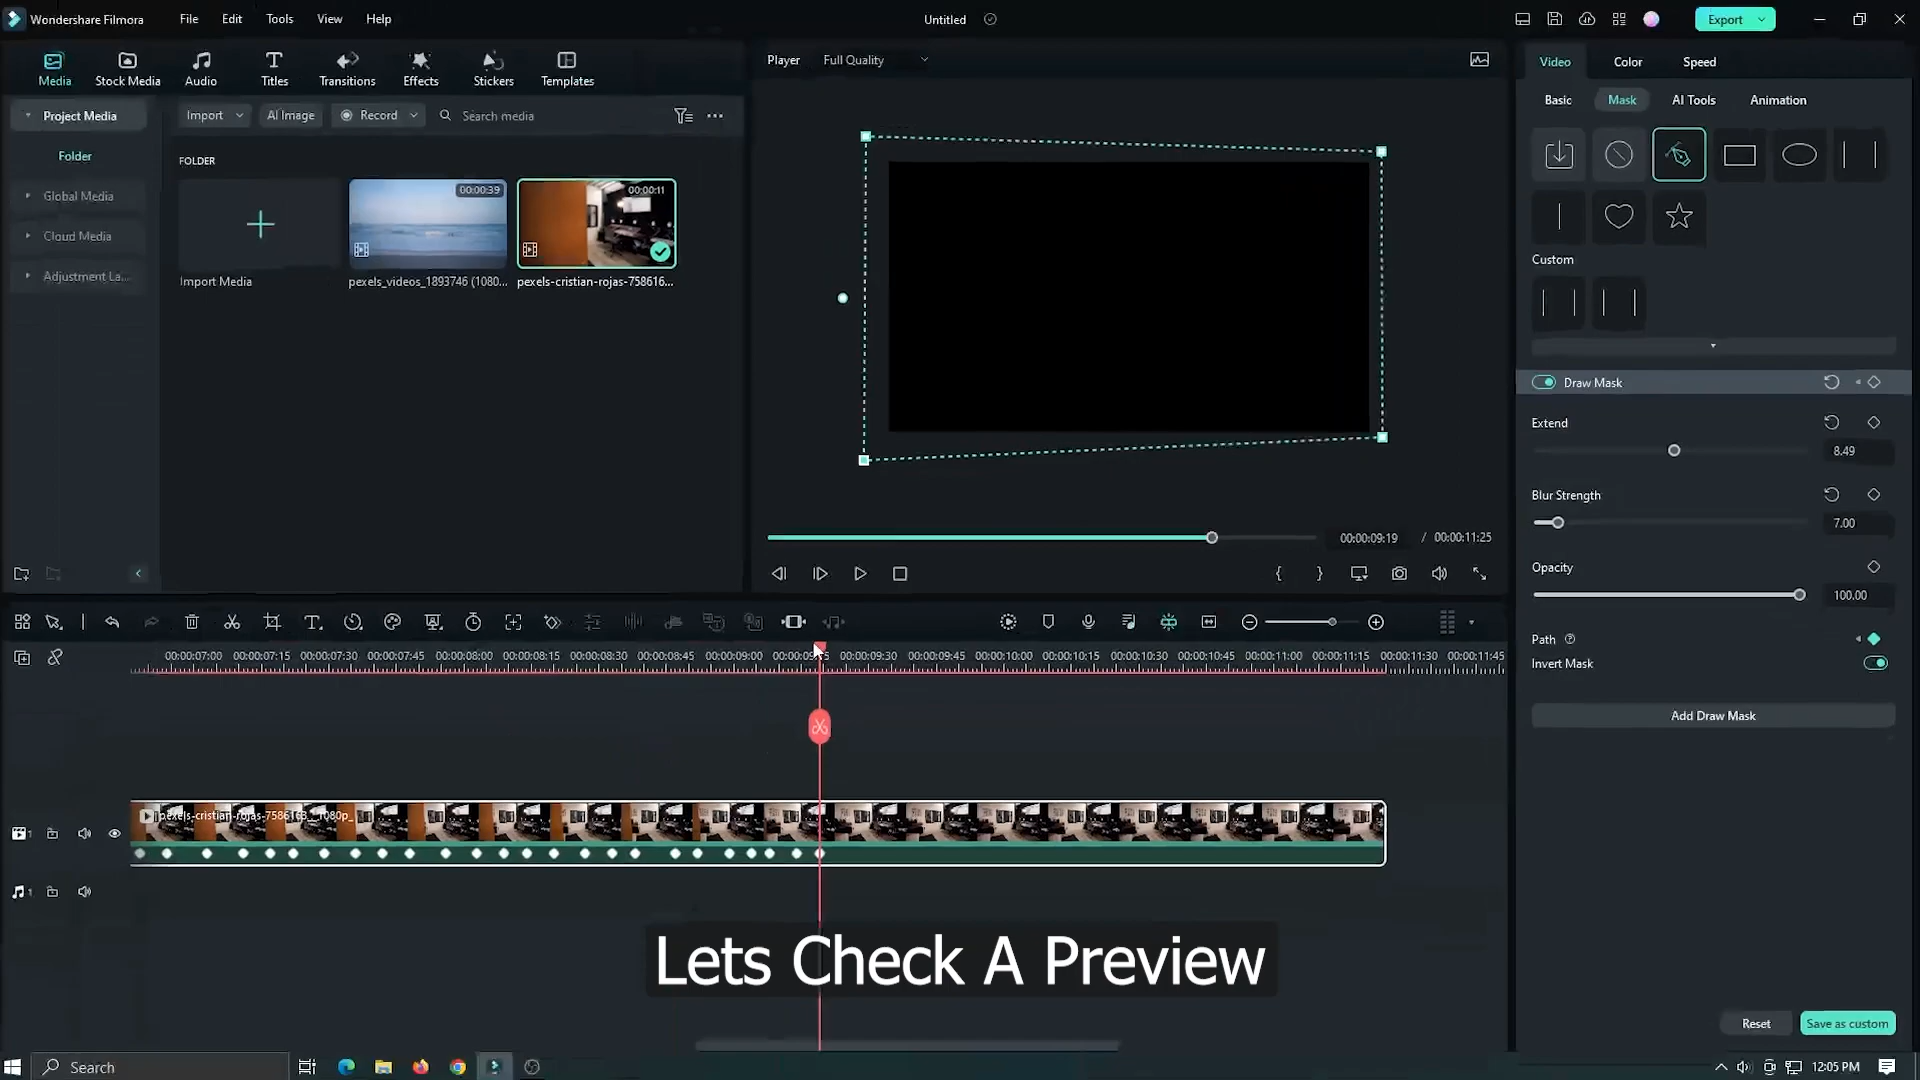 Wondershare Filmora
File
Edit
Tools
View
Help
Untitled
Export
Media
Stock Media
Audio
Titles
Transitions
Effects
Stickers
Templates
Player
Full Quality
Video
Color
Speed
Basic
Mask
AI Tools
Animation
Project Media
Import
AI Image
Record
Search media
Folder
FOLDER
Global Media
Cloud Media
Adjustment La...
00:00:39
00:00:11
Import Media
pexels_videos_1893746 (1080...
pexels-cristian-rojas-758616...
Custom
Draw Mask
Extend
8.49
Blur Strength
7.00
Opacity
100.00
Path
Invert Mask
Add Draw Mask
00:00:09:19 / 00:00:11:25
00:00:07:00
00:00:07:15
00:00:07:30
00:00:07:45
00:00:08:00
00:00:08:15
00:00:08:30
00:00:08:45
00:00:09:00
00:00:09:30
00:00:09:45
00:00:10:00
00:00:10:15
00:00:10:30
00:00:10:45
00:00:11:00
00:00:11:15
00:00:11:30
00:00:11:45
1
1
Lets Check A Preview
Reset
Save as custom
Search
12:05 PM